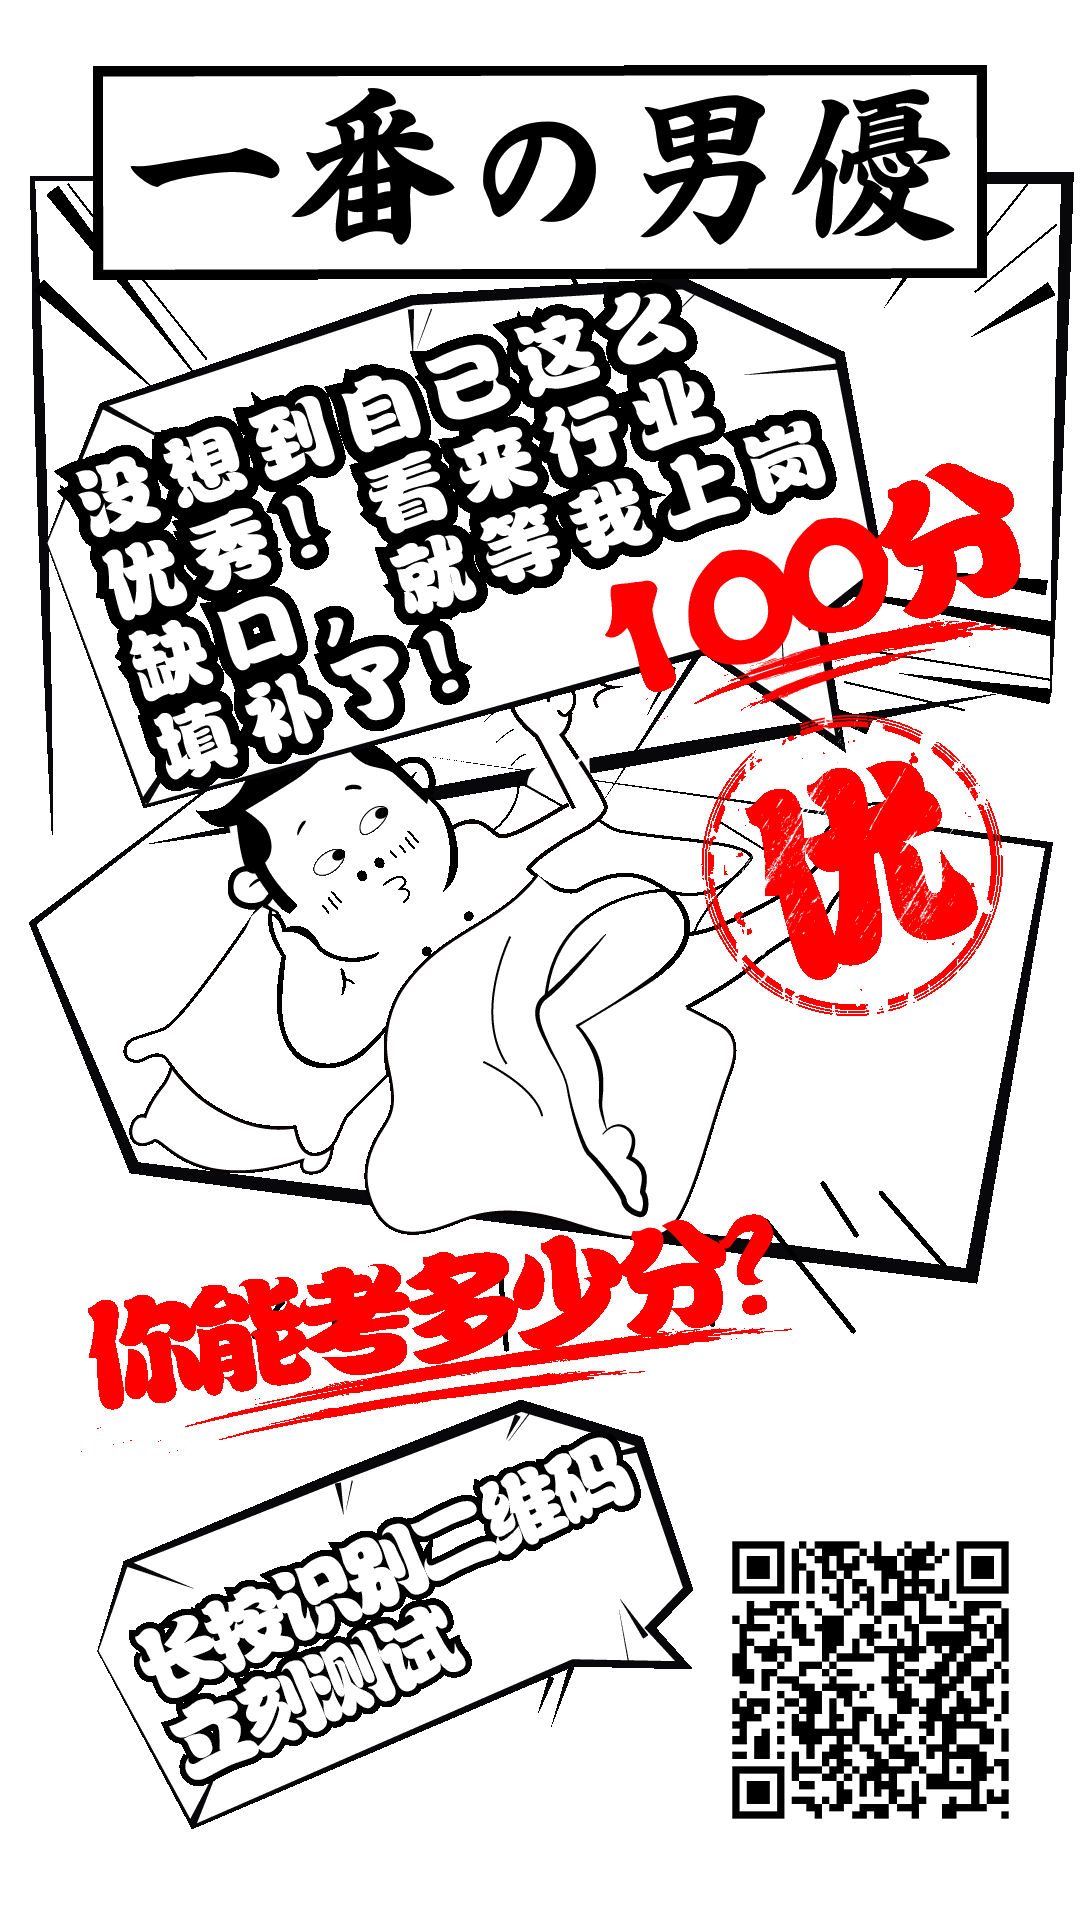 一番の男優
没想到自己这么
优秀！看来行业
缺口，就等我上岗
填补了！
100分
优
你能考多少分？
长按识别二维码
立刻测试